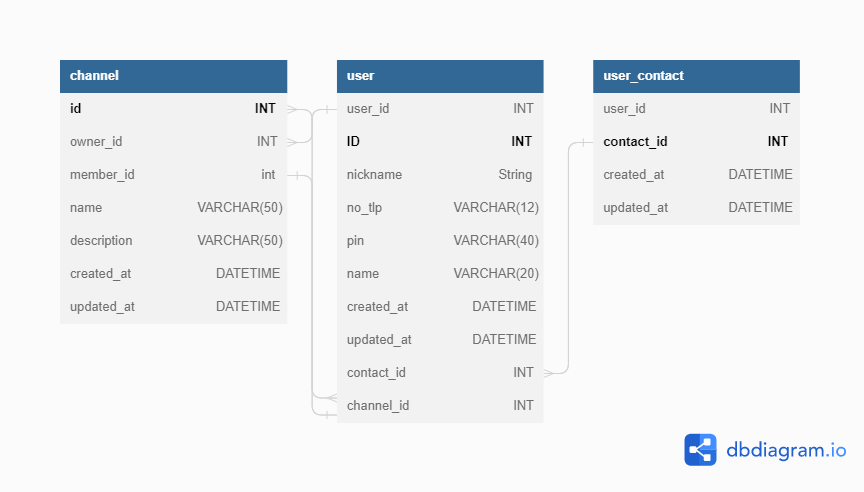 channel
id INT
owner_id INT
member_id int
name VARCHAR(50)
description VARCHAR(50)
created_at DATETIME
updated_at DATETIME
user
user_id INT
ID INT
nickname String
no_tlp VARCHAR(12)
pin VARCHAR(40)
name VARCHAR(20)
created_at DATETIME
updated_at DATETIME
contact_id INT
channel_id INT
user_contact
user_id INT
contact_id INT
created_at DATETIME
updated_at DATETIME
dbdiagram.io